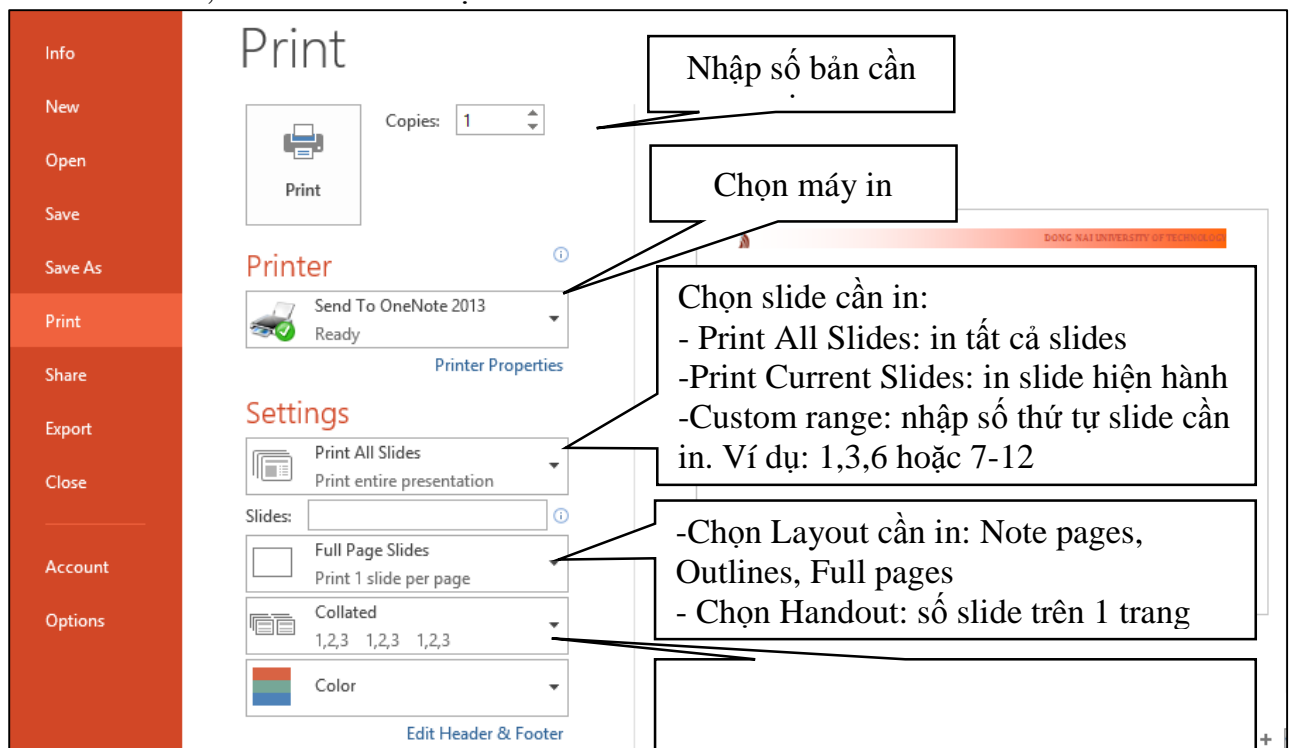 Info
New
Open
Save
Save As
Print
Share
Export
Close
Account
Options
Print
Copies: 1
Print
Printer
Send To OneNote 2013
Ready
Printer Properties
Settings
Print All Slides
Print entire presentation
Slides:
Full Page Slides
Print 1 slide per page
Collated
1,2,3 1,2,3 1,2,3
Color
Edit Header & Footer
Nhập số bản cần
Chọn máy in
DONG NAI UNIVERSITY OF TECHNOLOGY
Chọn slide cần in:
- Print All Slides: in tất cả slides
-Print Current Slides: in slide hiện hành
-Custom range: nhập số thứ tự slide cần
in. Ví dụ: 1,3,6 hoặc 7-12
-Chọn Layout cần in: Note pages,
Outlines, Full pages
- Chọn Handout: số slide trên 1 trang